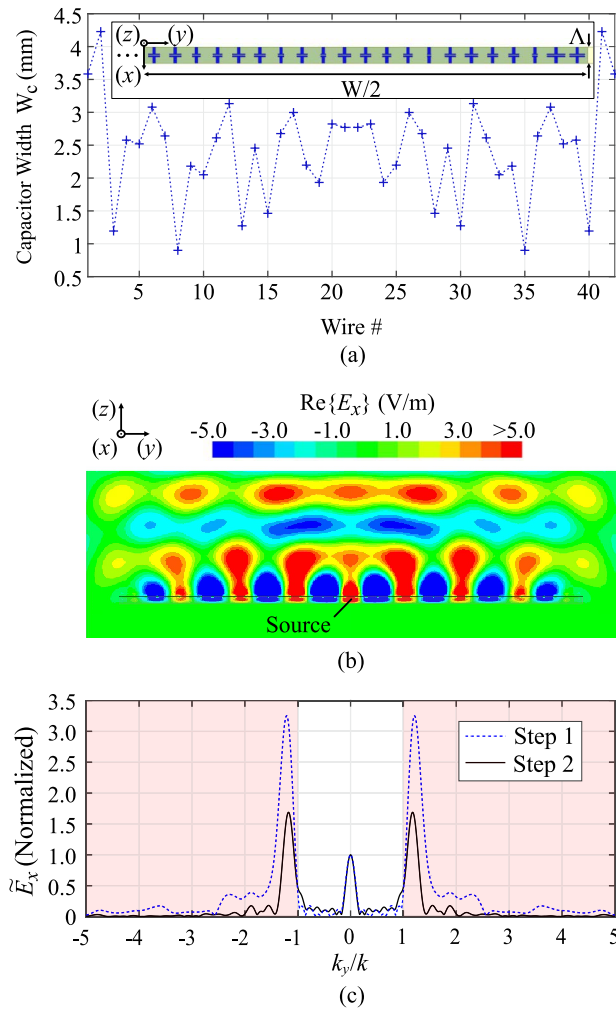 Capacitor Width W_c (mm)
4.5
4
3.5
3
2.5
2
1.5
1
0.5
(z) (y)
(x)
...
W/2
Λ
5 10 15 20 25 30 35 40
Wire #
(a)
(z)
(x) (y)
Re{E_x} (V/m)
-5.0 -3.0 -1.0 1.0 3.0 >5.0
Source
(b)
Ẽ_x (Normalized)
3.5
3.0
2.5
2.0
1.5
1.0
0.5
0
Step 1
Step 2
-5 -4 -3 -2 -1 0 1 2 3 4 5
k_y/k
(c)